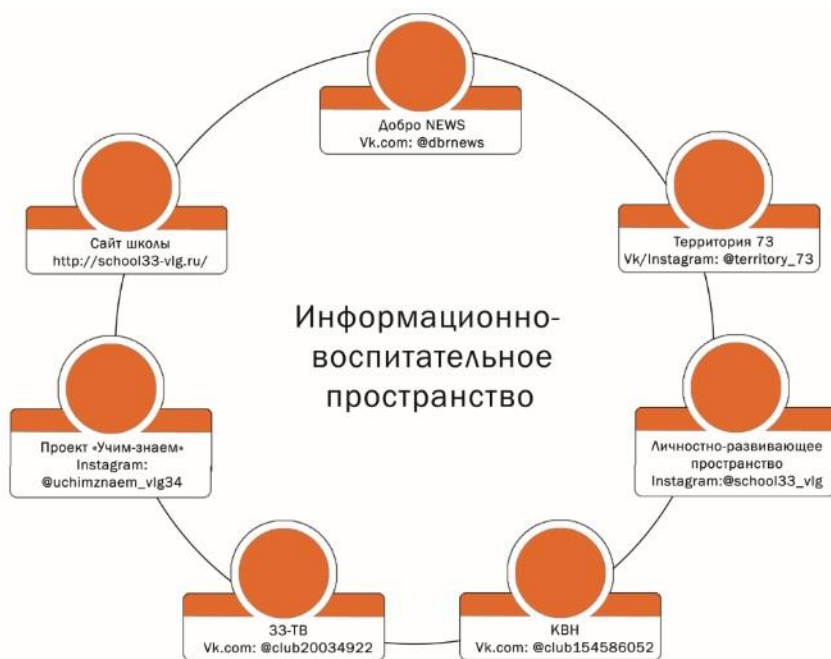 Добро NEWS
Vk.com: @dbrnews
Сайт школы
http://school33-vlg.ru/
Территория 73
Vk/Instagram: @territory_73
Информационно-
воспитательное
пространство
Проект «Учим-знаем»
Instagram:
@uchimznaem_vlg34
Личностно-развивающее
пространство
Instagram:@school33_vlg
33-ТВ
Vk.com: @club20034922
КВН
Vk.com: @club154586052